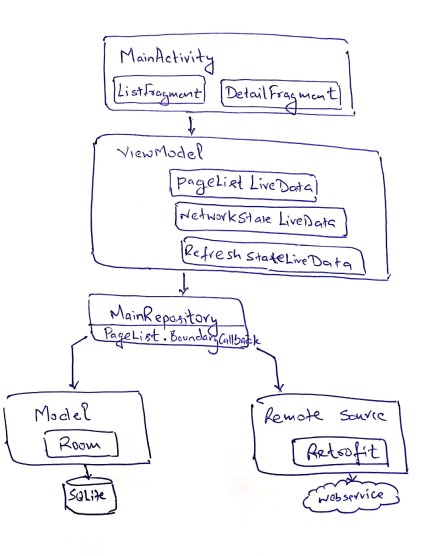 MainActivity
ListFragment DetailFragment
ViewModel
PageList LiveData
NetworkState LiveData
Refresh StateLiveData
MainRepository
PageList.BoundaryCallback
Model
Room
SQlite
Remote Source
Retrofit
Webservice